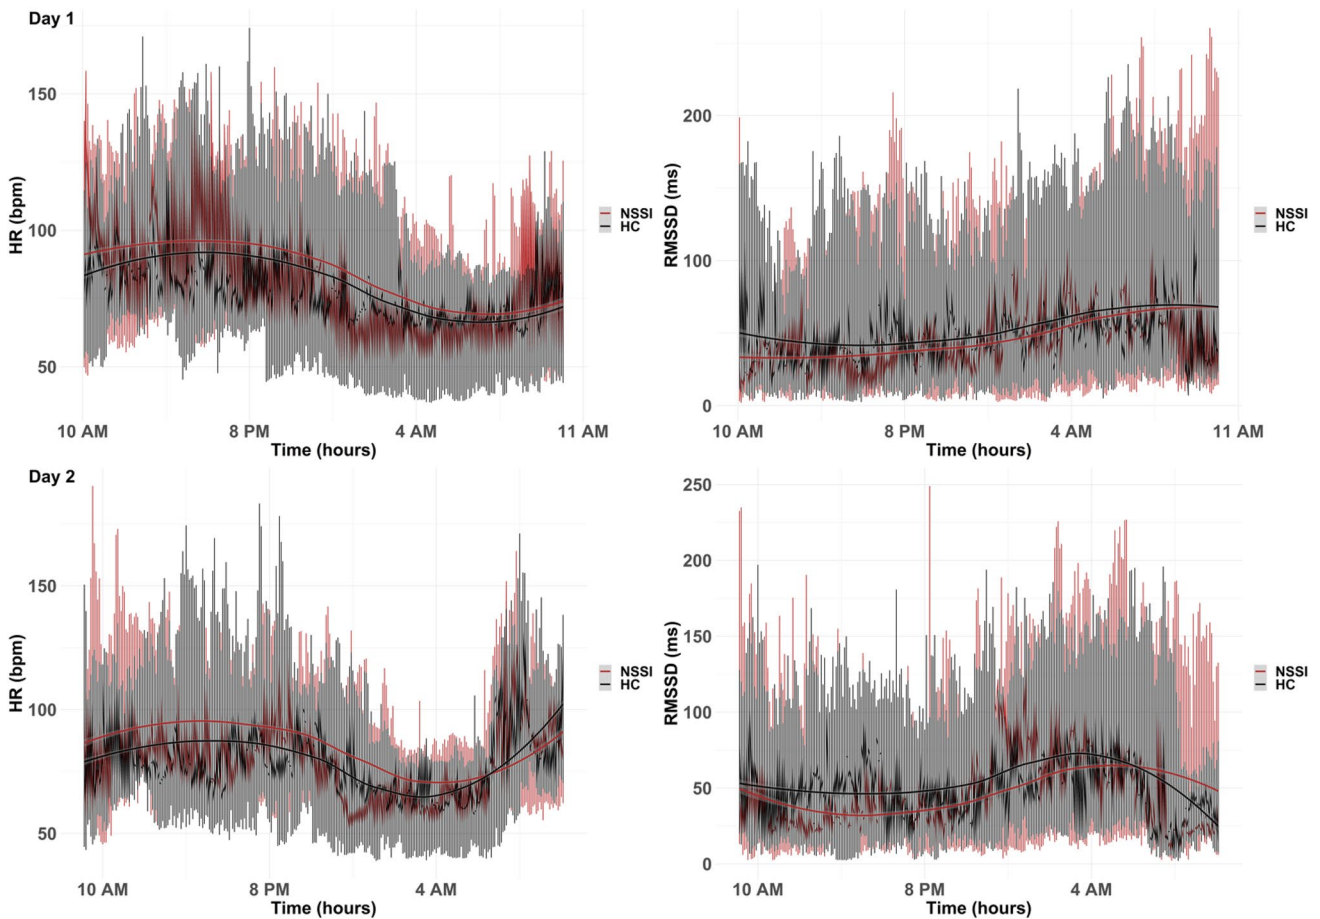 Day 1
HR (bpm)
150
100
50
10 AM 8 PM 4 AM 11 AM
Time (hours)
NSSI
HC
RMSSD (ms)
200
100
0
10 AM 8 PM 4 AM 11 AM
Time (hours)
NSSI
HC
Day 2
HR (bpm)
150
100
50
10 AM 8 PM 4 AM
Time (hours)
NSSI
HC
RMSSD (ms)
250
200
150
100
50
0
10 AM 8 PM 4 AM
Time (hours)
NSSI
HC